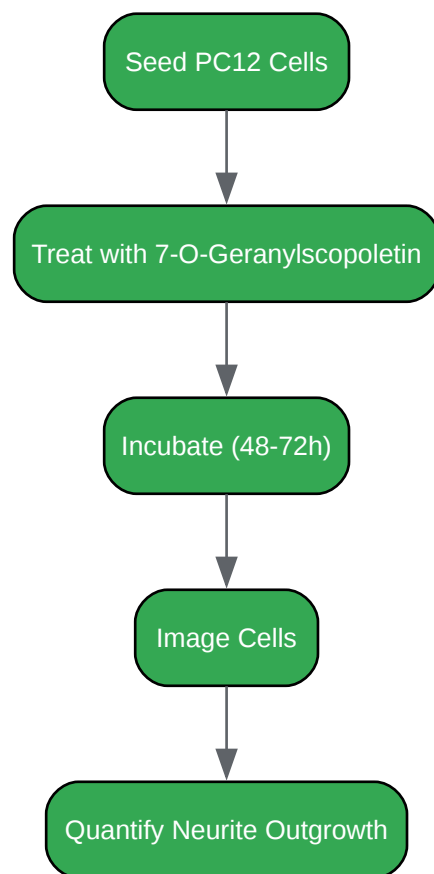 Seed PC12 Cells
Treat with 7-O-Geranylscopoletin
Incubate (48-72h)
Image Cells
Quantify Neurite Outgrowth